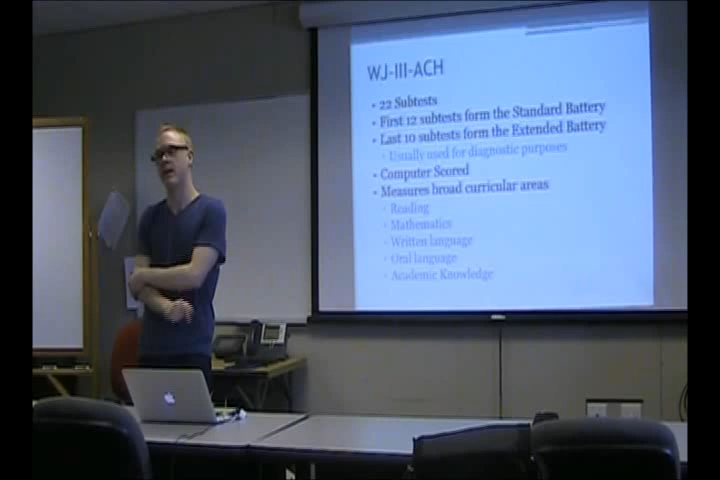 WJ-III-ACH
• 22 Subtests
• First 12 subtests form the Standard Battery
• Last 10 subtests form the Extended Battery
• Usually used for diagnostic purposes
• Computer Scored
• Measures broad curricular areas
• Reading
• Mathematics
• Written language
• Oral language
• Academic Knowledge